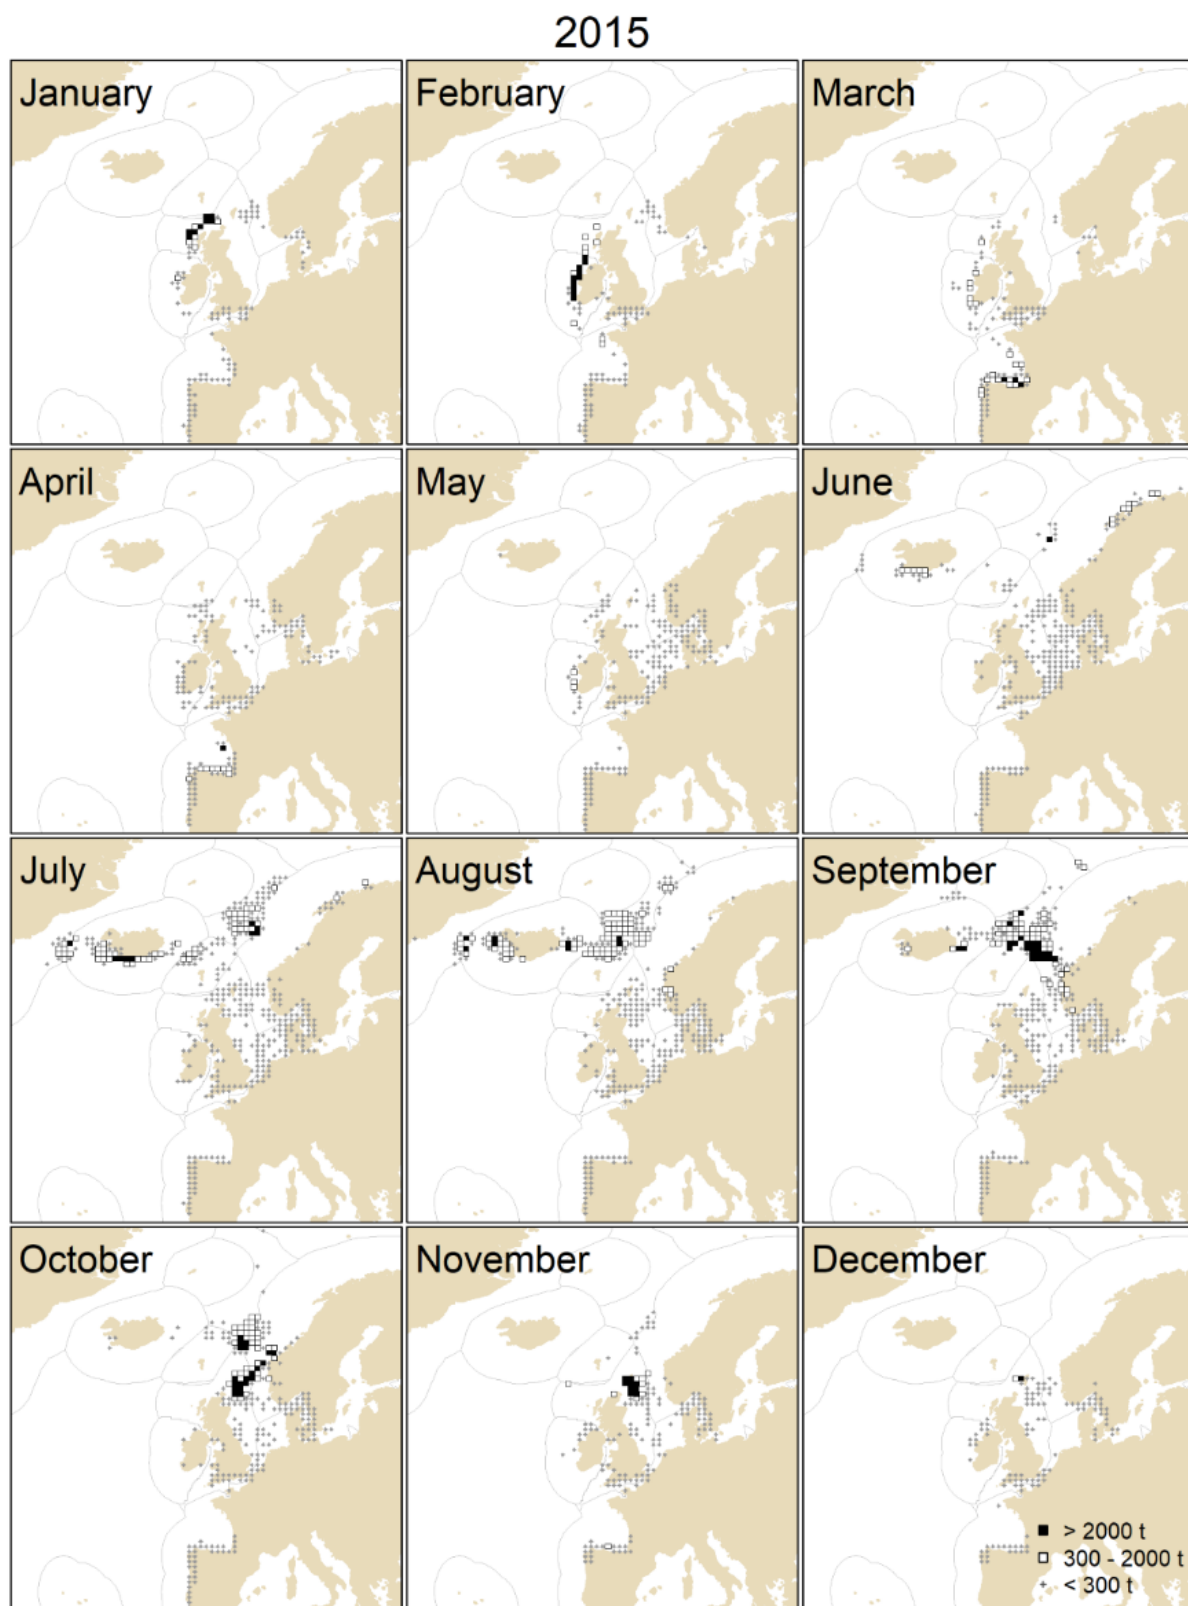 2015
January
February
March
April
May
June
July
August
September
October
November
December
> 2000 t
300 - 2000 t
< 300 t